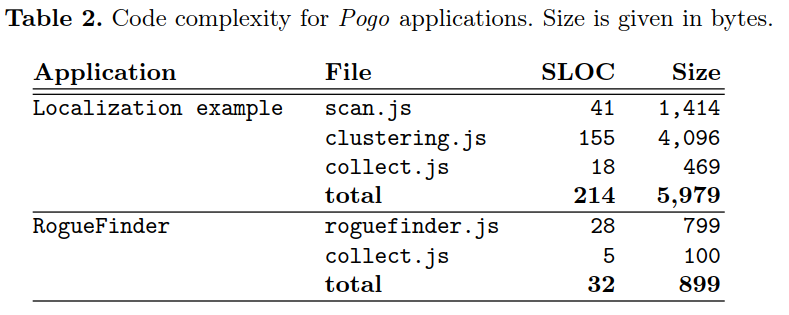 Table 2. Code complexity for Pogo applications. Size is given in bytes.
Application File SLOC Size
Localization example scan.js 41 1,414
clustering.js 155 4,096
collect.js 18 469
total 214 5,979
RogueFinder roguefinder.js 28 799
collect.js 5 100
total 32 899